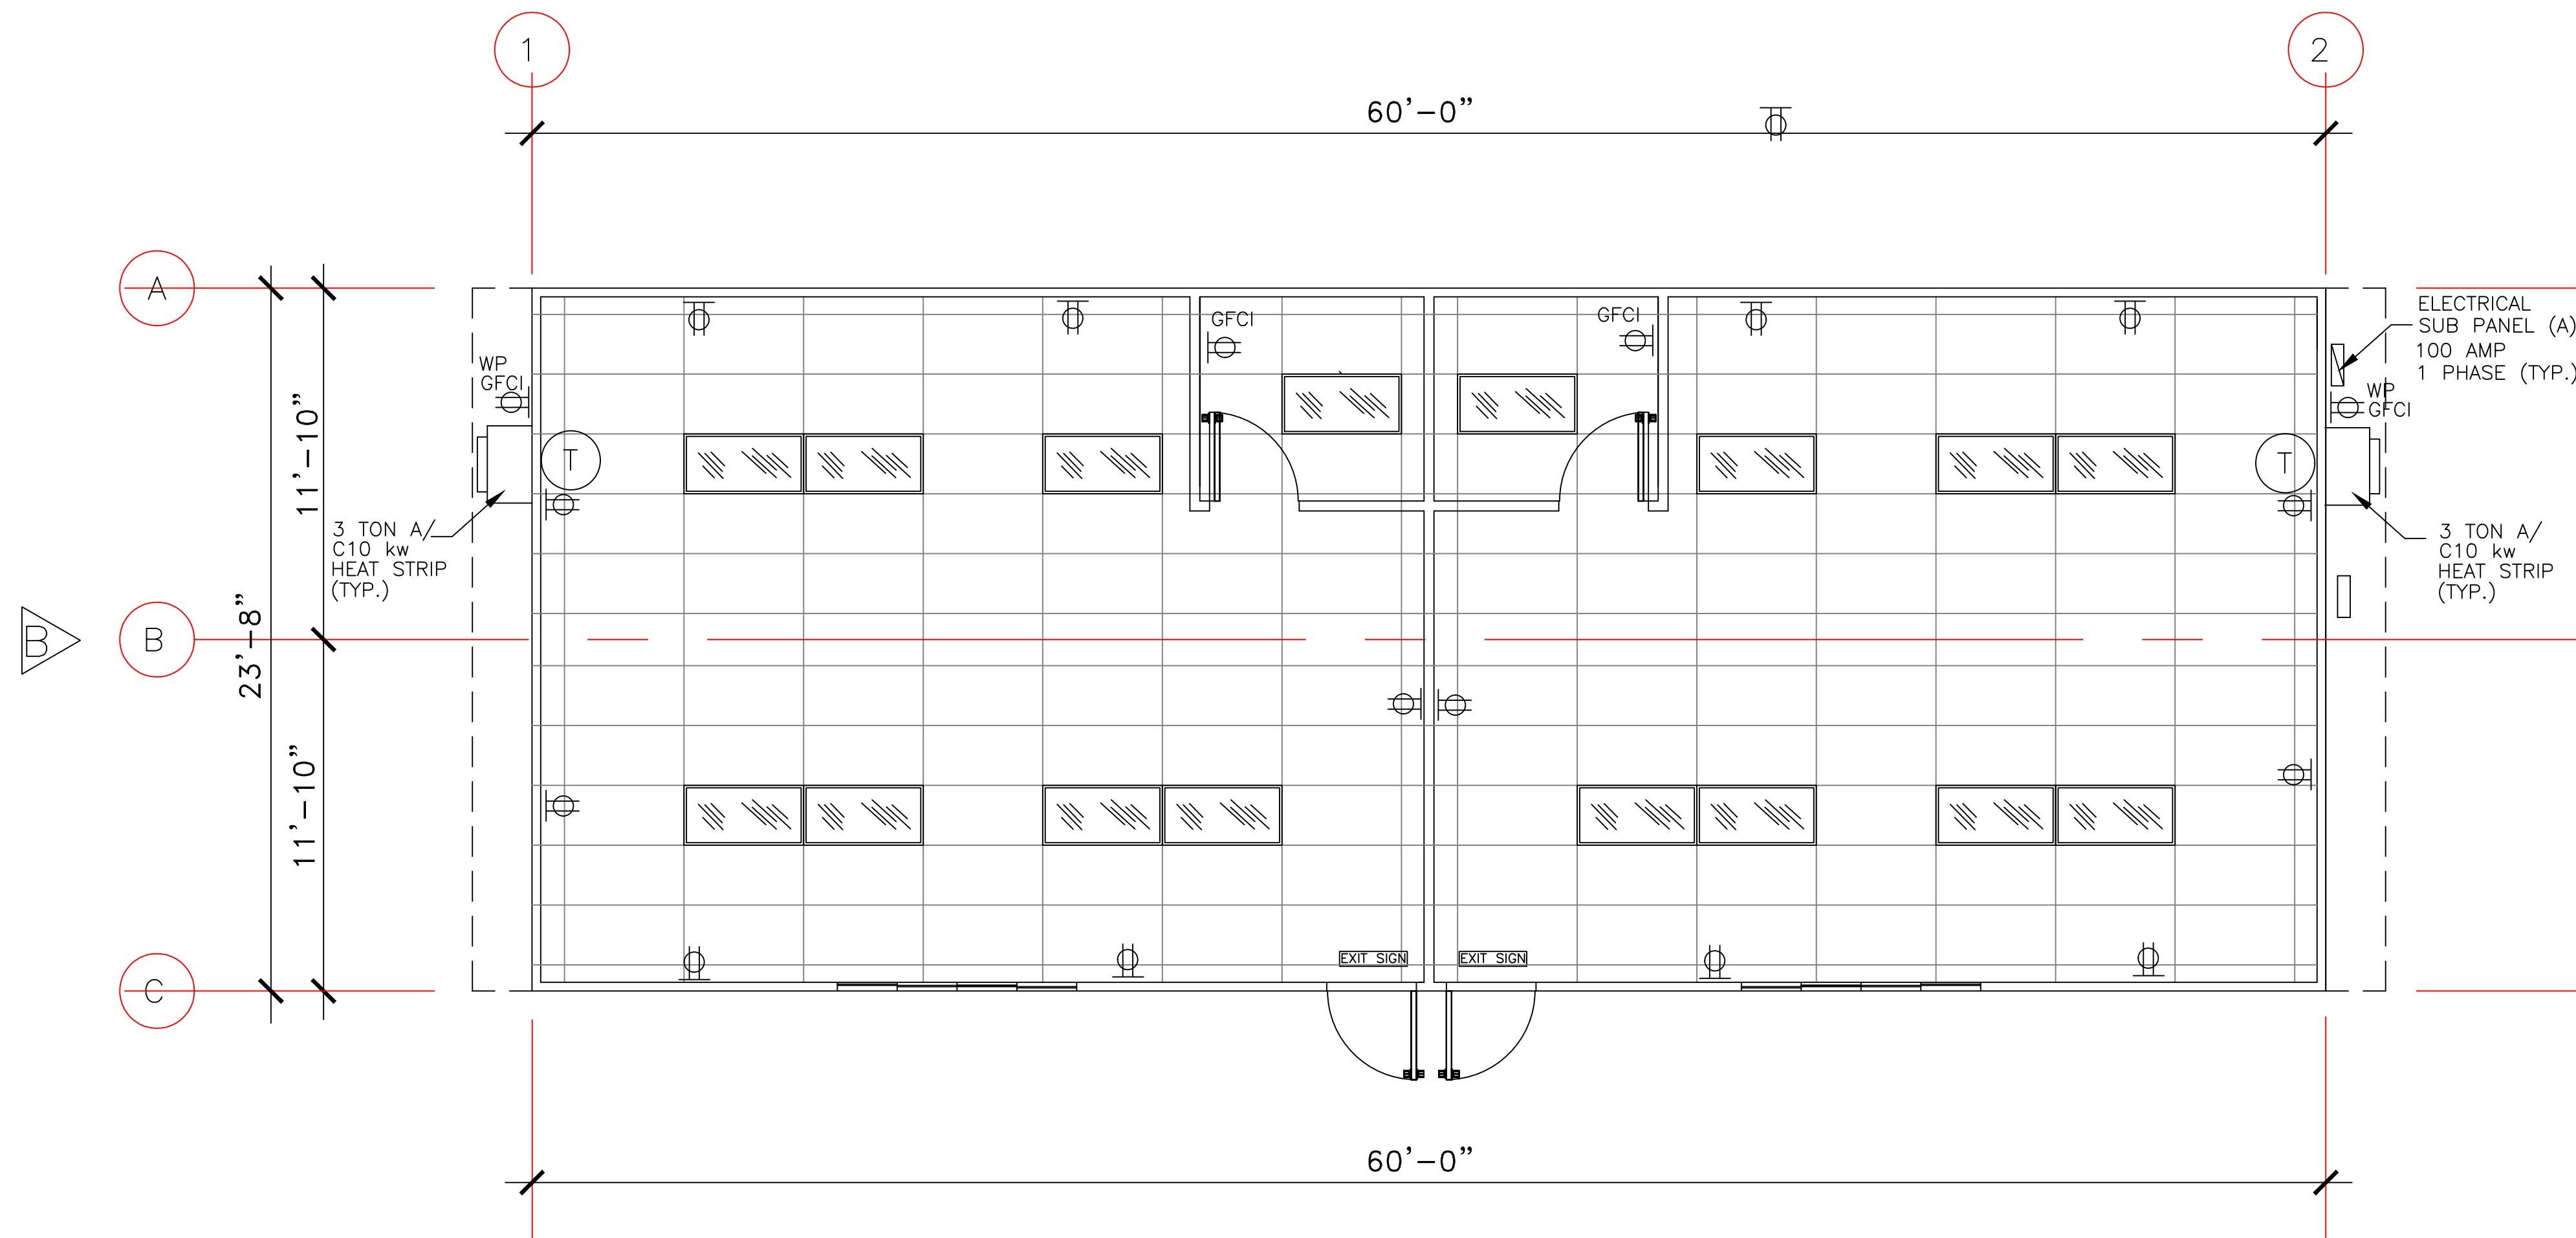 1
2
60'-0"
A
ELECTRICAL
SUB PANEL (A)
100 AMP
1 PHASE (TYP.)
GFCI
GFCI
WP
GFCI
WP
GFCI
11'-10"
T
T
3 TON A/
C10 kw
HEAT STRIP
(TYP.)
3 TON A/
C10 kw
HEAT STRIP
(TYP.)
B
B
23'-8"
11'-10"
EXIT SIGN
EXIT SIGN
C
60'-0"